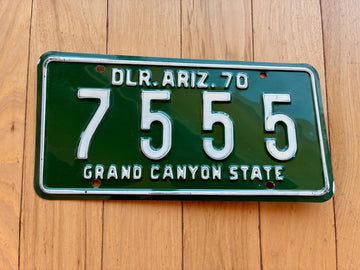 DLR. ARIZ. 70
7555
GRAND CANYON STATE